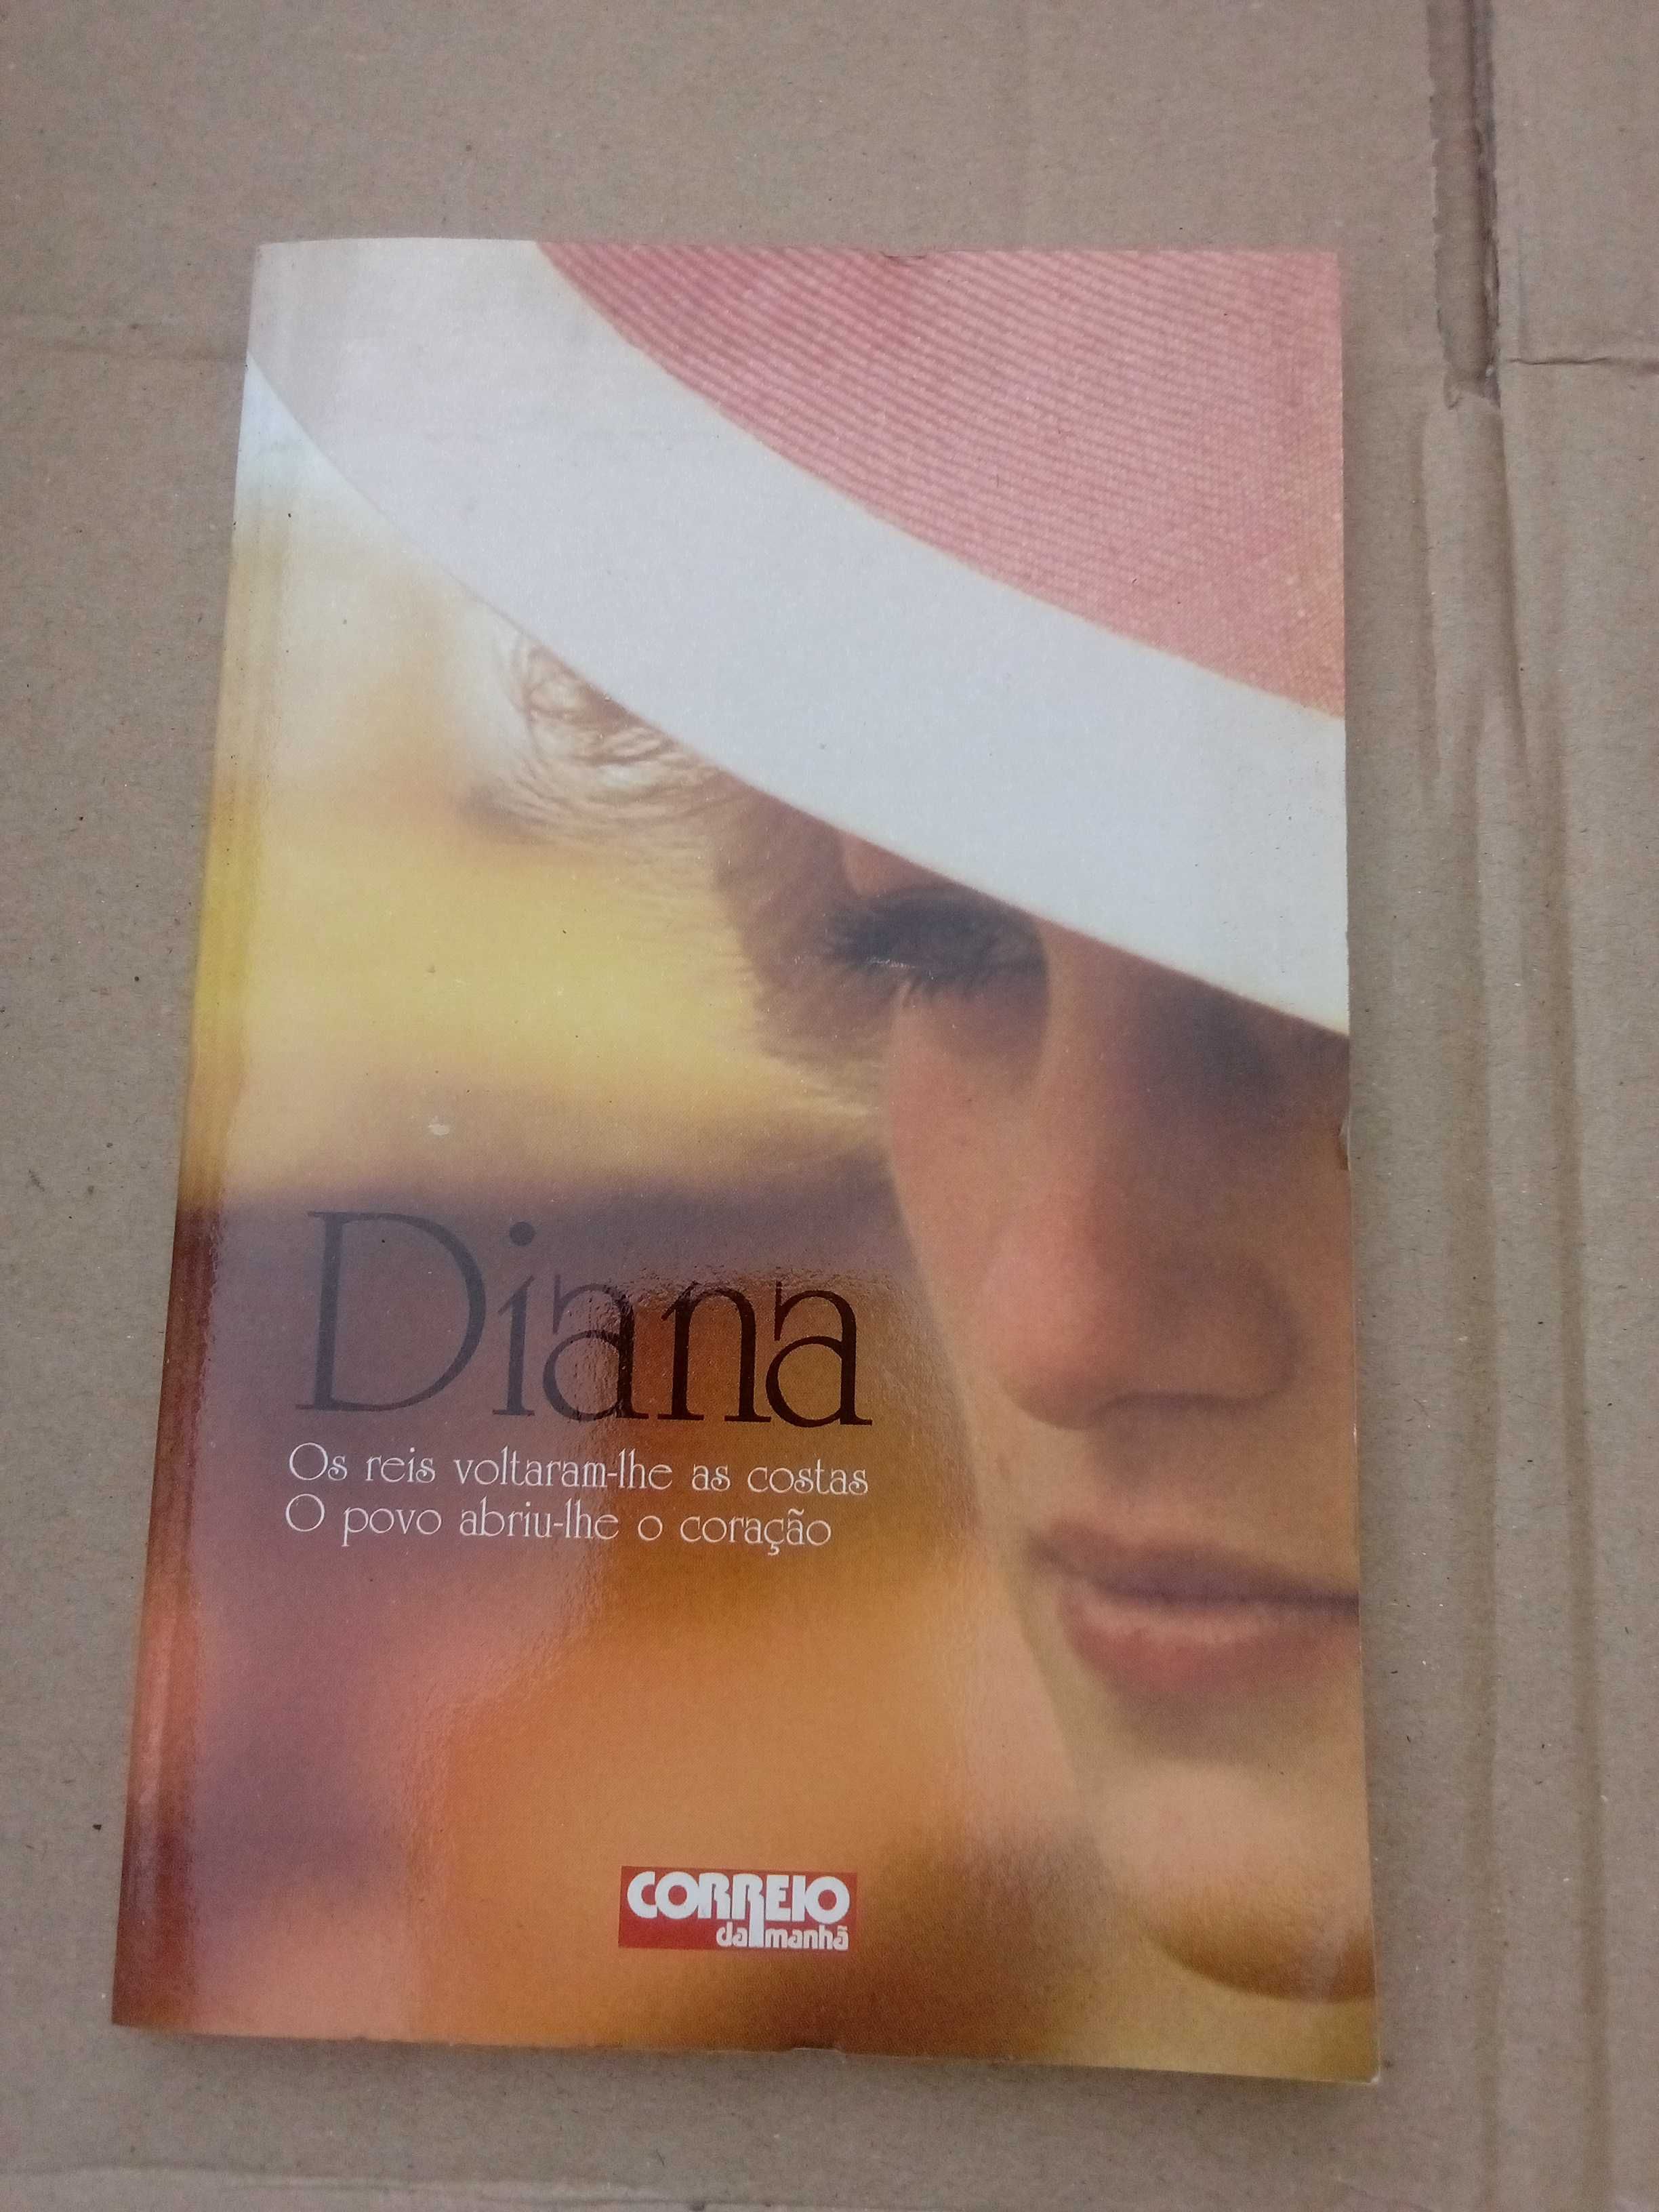 Diana
Os reis voltaram-lhe as costas
O povo abriu-lhe o coração
CORREIO
da manhã